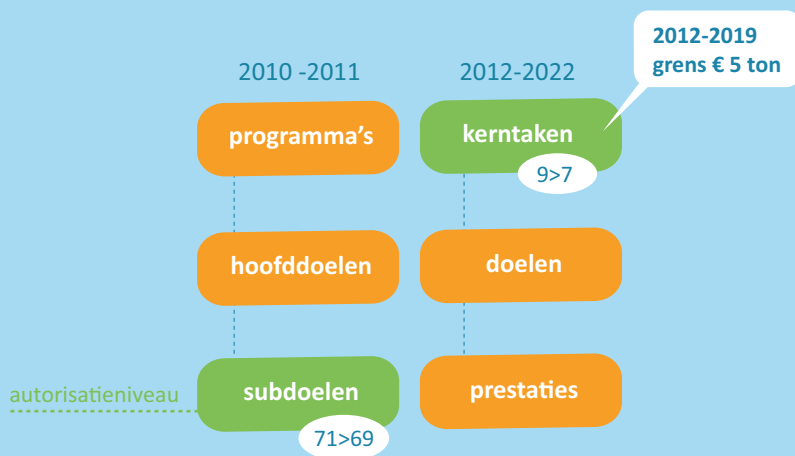 2012-2019
grens € 5 ton
2010 -2011
2012-2022
programma's
kerntaken
9>7
hoofddoelen
doelen
autorisatieniveau
subdoelen
prestaties
71>69